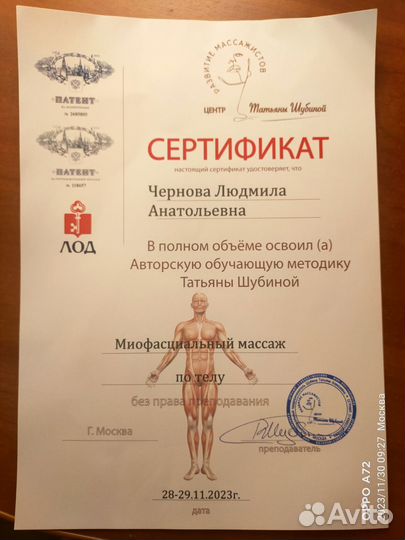 ПАТЕНТ
ПАТЕНТ
ЛОД
РАЗВИТИЕ МАССАЖИСТОВ
ЦЕНТР Татьяны Шубиной
СЕРТИФИКАТ
настоящий сертификат удостоверяет, что
Чернова Людмила
Анатольевна
В полном объёме освоил (а)
Авторскую обучающую методику
Татьяны Шубиной
Миофасциальный массаж
по телу
без права преподавания
Г. Москва
преподаватель
28-29.11.2023г.
дата
OPPO A72
2023/11/30 09:27 Москва
Avito